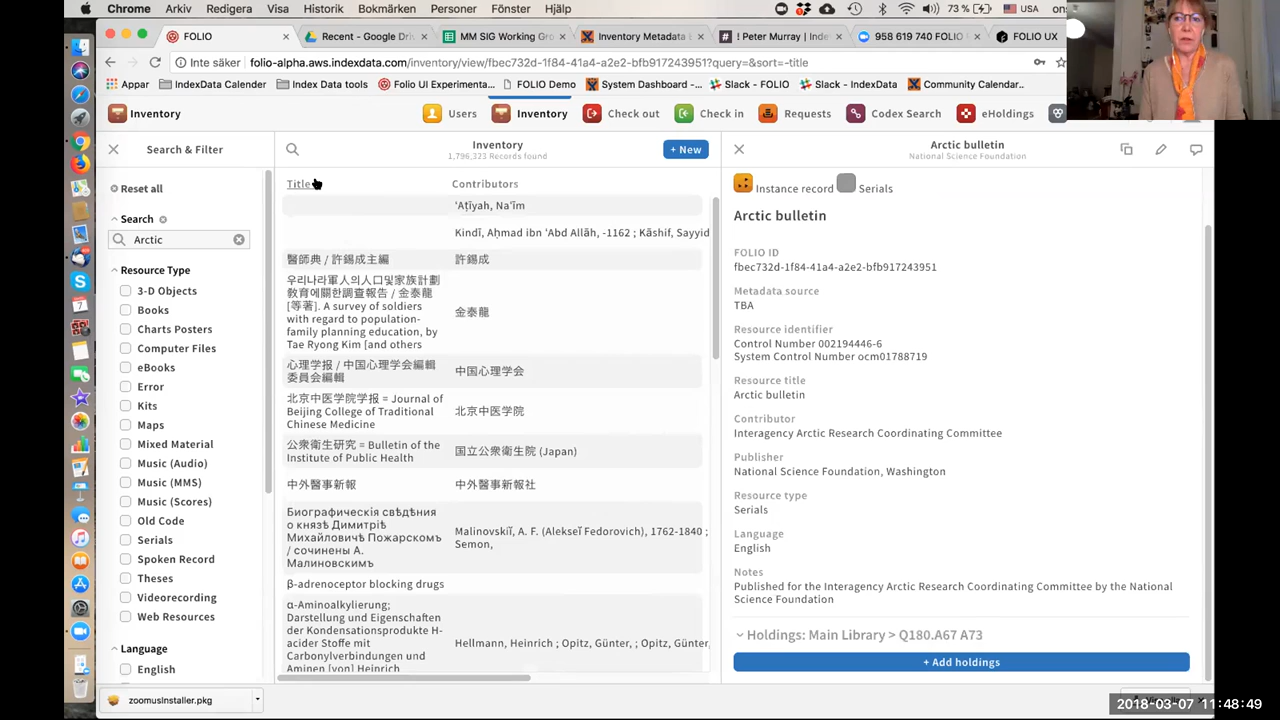 Chrome Arkiv Redigera Visa Historik Bokmärken Personer Fönster Hjälp 73 % USA
FOLIO
Recent - Google Dri
MM SIG Working Gro
Inventory Metadata E
! Peter Murray | Inde
958 619 740 FOLIO
FOLIO UX
Inte säker folio-alpha.aws.indexdata.com/inventory/view/fbec732d-1f84-41a4-a2e2-bfb917243951?query=&sort=-title
Appar IndexData Calender Index Data tools Folio UI Experimenta... FOLIO Demo System Dashboard -... Slack - FOLIO Slack - IndexData Community Calendar...
Inventory Users Inventory Check out Check in Requests Codex Search eHoldings
Search & Filter
Reset all
Search
Arctic
Resource Type
3-D Objects
Books
Charts Posters
Computer Files
eBooks
Error
Kits
Maps
Mixed Material
Music (Audio)
Music (MMS)
Music (Scores)
Old Code
Serials
Spoken Record
Theses
Videorecording
Web Resources
Language
English
Inventory
1,796,323 Records found
+ New
Title Contributors
ʻAṭīyah, Naʻīm
Kindī, Aḥmad ibn ʻAbd Allāh, -1162 ; Kāshif, Sayyid
醫師典 / 許錫成主編 許錫成
우리나라軍人의人口및家族計劃
敎育에關한調査報告 / 金泰龍
[等著]. A survey of soldiers
with regard to population-
family planning education, by
Tae Ryong Kim [and others
金泰龍
心理学报 / 中国心理学会編輯
委員会編輯
中国心理学会
北京中医学院学报 = Journal of
Beijing College of Traditional
Chinese Medicine
北京中医学院
公衆衛生研究 = Bulletin of the
Institute of Public Health
国立公衆衛生院 (Japan)
中外醫事新報 中外醫事新報社
Биографическія свѣдѣния
о князѣ Димитріѣ
Михайловичѣ Пожарскомъ
/ сочинены А.
Малиновскимъ
Malinovskiĭ, A. F. (Alekseĭ Fedorovich), 1762-1840 ;
Semon,
β-adrenoceptor blocking drugs
α-Aminoalkylierung;
Darstellung und Eigenschaften
der Kondensationsprodukte H-
acider Stoffe mit
Carbonylverbindungen und
Aminen [von] Heinrich
Hellmann, Heinrich ; Opitz, Günter, ; Opitz, Günter,
Arctic bulletin
National Science Foundation
Instance record Serials
Arctic bulletin
FOLIO ID
fbec732d-1f84-41a4-a2e2-bfb917243951
Metadata source
TBA
Resource identifier
Control Number 002194446-6
System Control Number ocm01788719
Resource title
Arctic bulletin
Contributor
Interagency Arctic Research Coordinating Committee
Publisher
National Science Foundation, Washington
Resource type
Serials
Language
English
Notes
Published for the Interagency Arctic Research Coordinating Committee by the National
Science Foundation
Holdings: Main Library > Q180.A67 A73
+ Add holdings
zoomusInstaller.pkg
2018-03-07 11:48:49